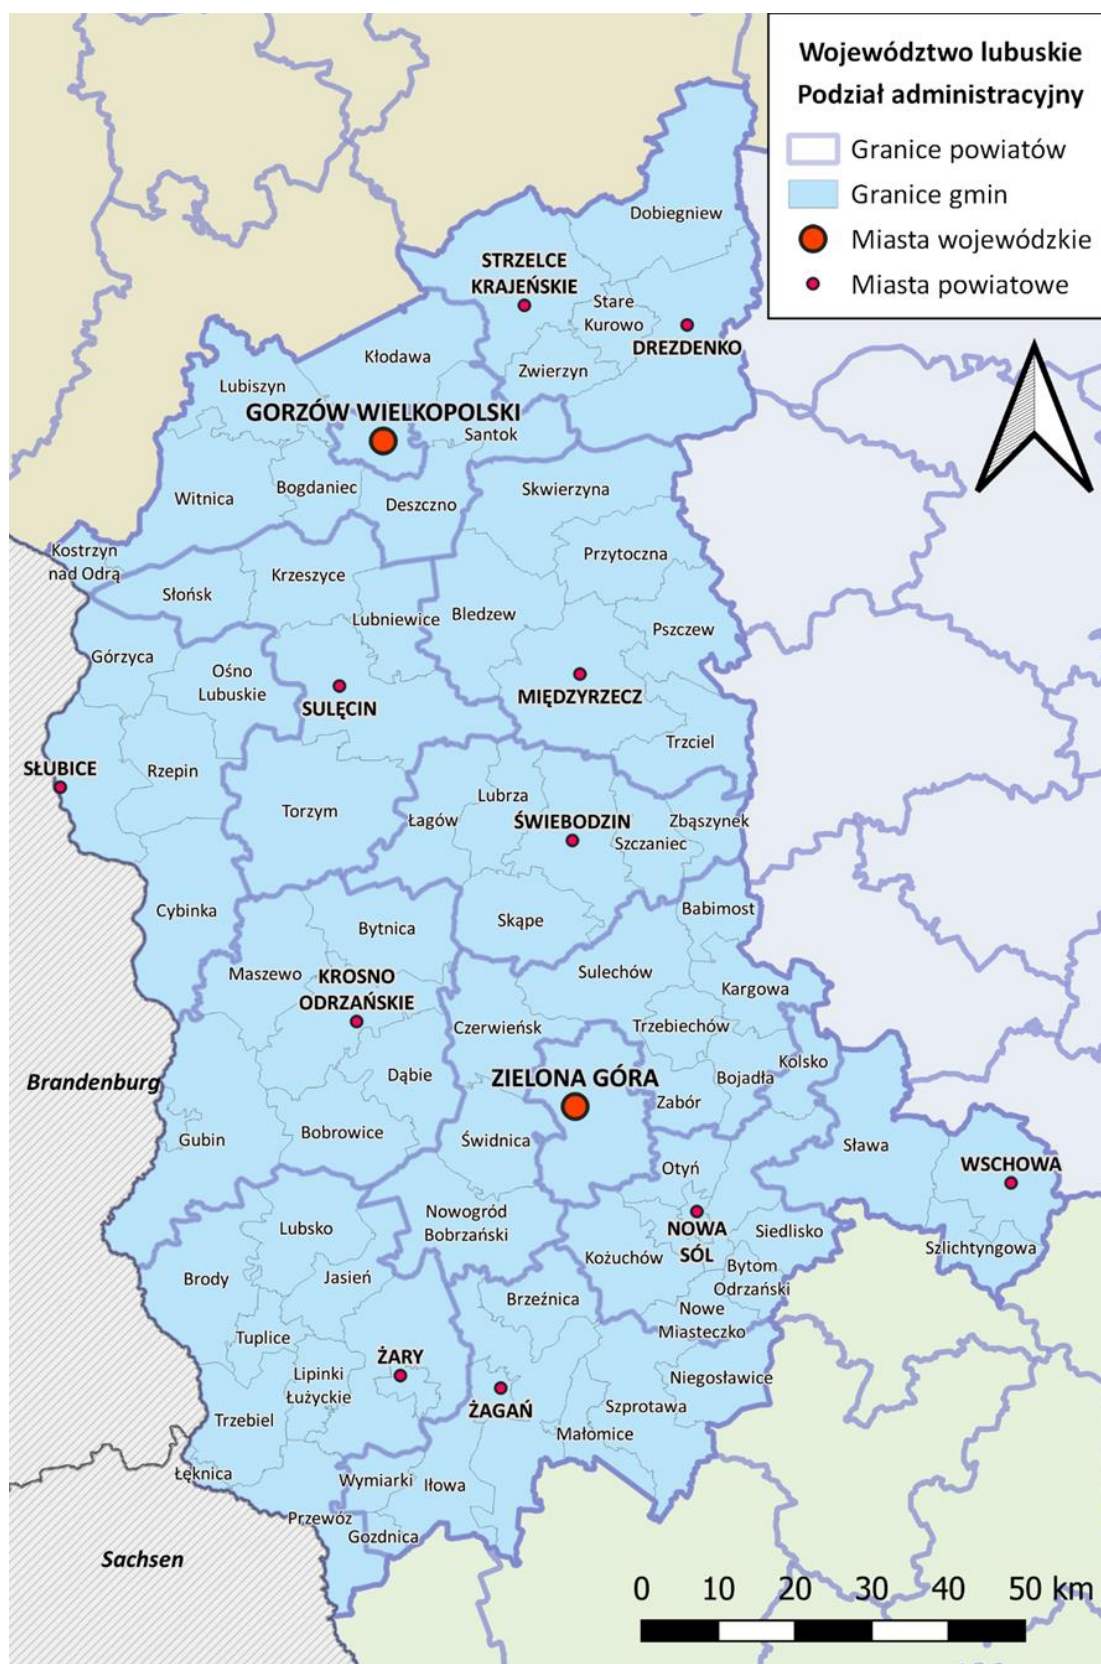 Województwo lubuskie
Podział administracyjny
Granice powiatów
Granice gmin
Miasta wojewódzkie
Miasta powiatowe
Dobiegniew
STRZELCE
KRAJEŃSKIE
Stare
Kurowo
DREZDENKO
Zwierzyn
Kłodawa
Lubiszyn
GORZÓW WIELKOPOLSKI
Santok
Witnica
Bogdaniec
Deszczno
Skwierzyna
Kostrzyn
nad Odrą
Przytoczna
Słońsk
Krzeszyce
Lubniewice
Bledzew
Pszczew
Górzyca
Ośno
Lubuskie
SULĘCIN
MIĘDZYRZECZ
Trzciel
SŁUBICE
Rzepin
Torzym
Łagów
Lubrza
ŚWIEBODZIN
Szczaniec
Zbąszynek
Cybinka
Bytnica
Skąpe
Babimost
Maszewo
KROSNO
ODRZAŃSKIE
Sulechów
Kargowa
Czerwieńsk
Trzebiechów
Kolsko
Brandenburg
Dąbie
ZIELONA GÓRA
Bojadła
Zabór
Gubin
Bobrowice
Świdnica
Sława
WSCHOWA
Otyń
Nowogród
Bobrzański
Lubsko
NOWA
SÓL
Kożuchów
Siedlisko
Szlichtyngowa
Bytom
Odrzański
Brody
Jasień
Brzeźnica
Nowe
Miasteczko
Tuplice
ŻARY
Lipinki
Łużyckie
ŻAGAŃ
Niegosławice
Szprotawa
Małomice
Trzebiel
Łęknica
Wymiarki
Iłowa
Przewóz
Gozdnica
Sachsen
0 10 20 30 40 50 km